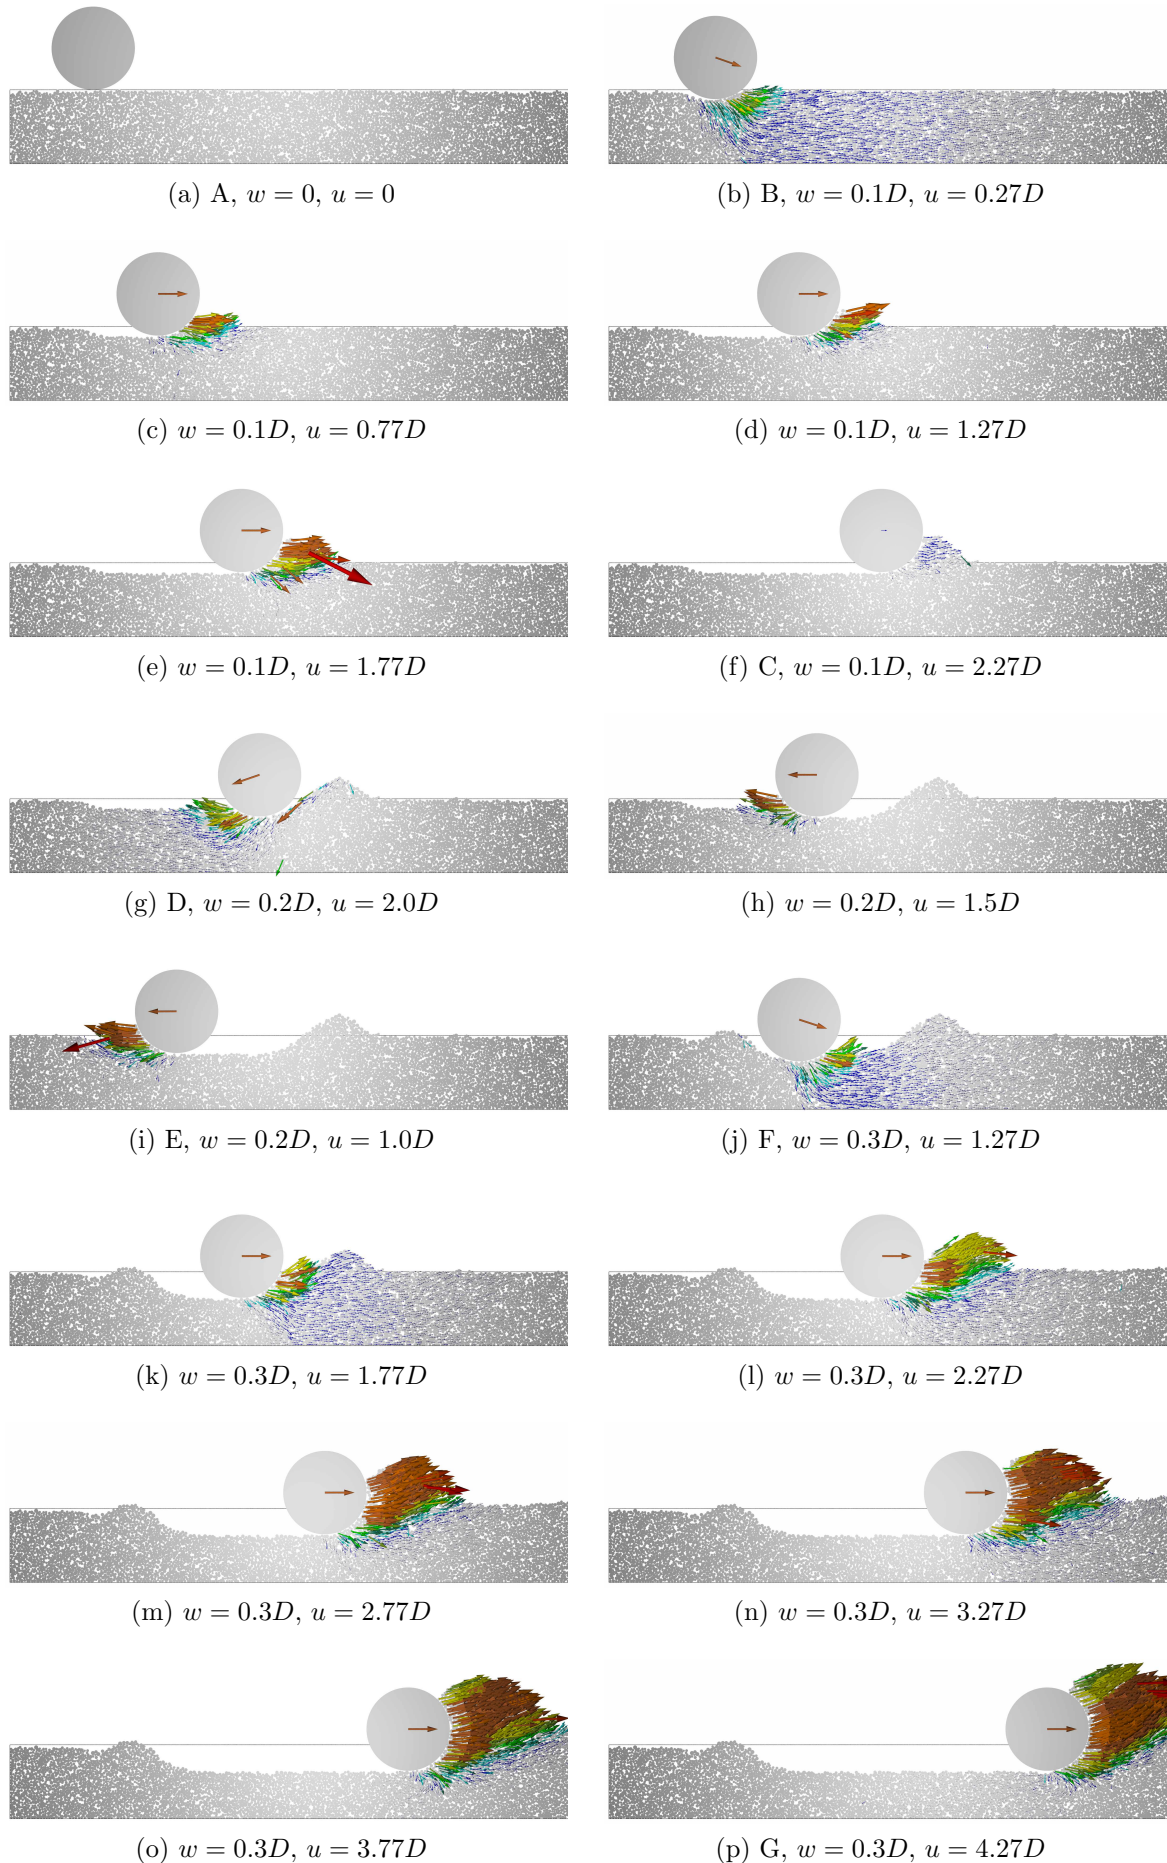 (a) A, w = 0, u = 0
(b) B, w = 0.1D, u = 0.27D
(c) w = 0.1D, u = 0.77D
(d) w = 0.1D, u = 1.27D
(e) w = 0.1D, u = 1.77D
(f) C, w = 0.1D, u = 2.27D
(g) D, w = 0.2D, u = 2.0D
(h) w = 0.2D, u = 1.5D
(i) E, w = 0.2D, u = 1.0D
(j) F, w = 0.3D, u = 1.27D
(k) w = 0.3D, u = 1.77D
(l) w = 0.3D, u = 2.27D
(m) w = 0.3D, u = 2.77D
(n) w = 0.3D, u = 3.27D
(o) w = 0.3D, u = 3.77D
(p) G, w = 0.3D, u = 4.27D